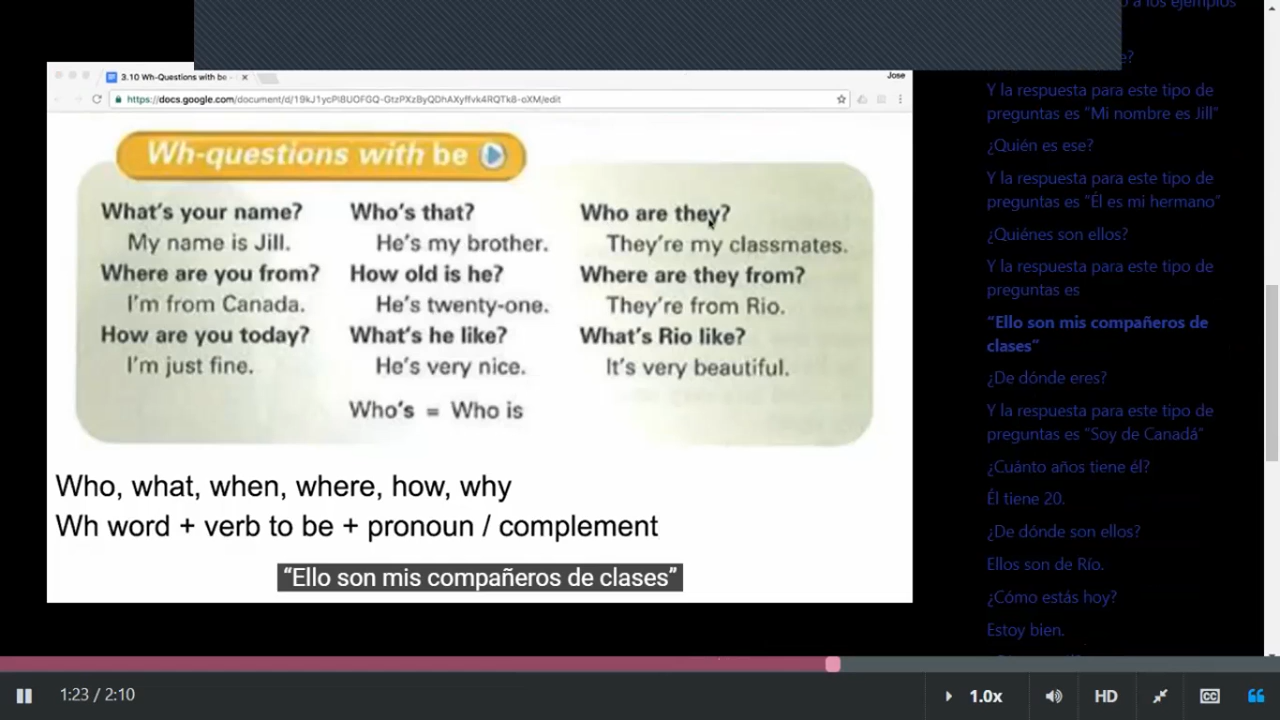 3.10 Wh-Questions with be -
Jose
https://docs.google.com/document/d/
Wh-questions with be
What's your name?
My name is Jill.
Where are you from?
I'm from Canada.
How are you today?
I'm just fine.
Who's that?
He's my brother.
How old is he?
He's twenty-one.
What's he like?
He's very nice.
Who's = Who is
Who are they?
They're my classmates.
Where are they from?
They're from Rio.
What's Rio like?
It's very beautiful.
Who, what, when, where, how, why
Wh word + verb to be + pronoun / complement
“Ello son mis compañeros de clases”
a los ejemplos
e?
Y la respuesta para este tipo de
preguntas es "Mi nombre es Jill”
¿Quién es ese?
Y la respuesta para este tipo de
preguntas es “Él es mi hermano”
¿Quiénes son ellos?
Y la respuesta para este tipo de
preguntas es
“Ello son mis compañeros de
clases”
¿De dónde eres?
Y la respuesta para este tipo de
preguntas es “Soy de Canadá”
¿Cuánto años tiene él?
Él tiene 20.
¿De dónde son ellos?
Ellos son de Río.
¿Cómo estás hoy?
Estoy bien.
1:23 / 2:10
1.0x
HD
CC